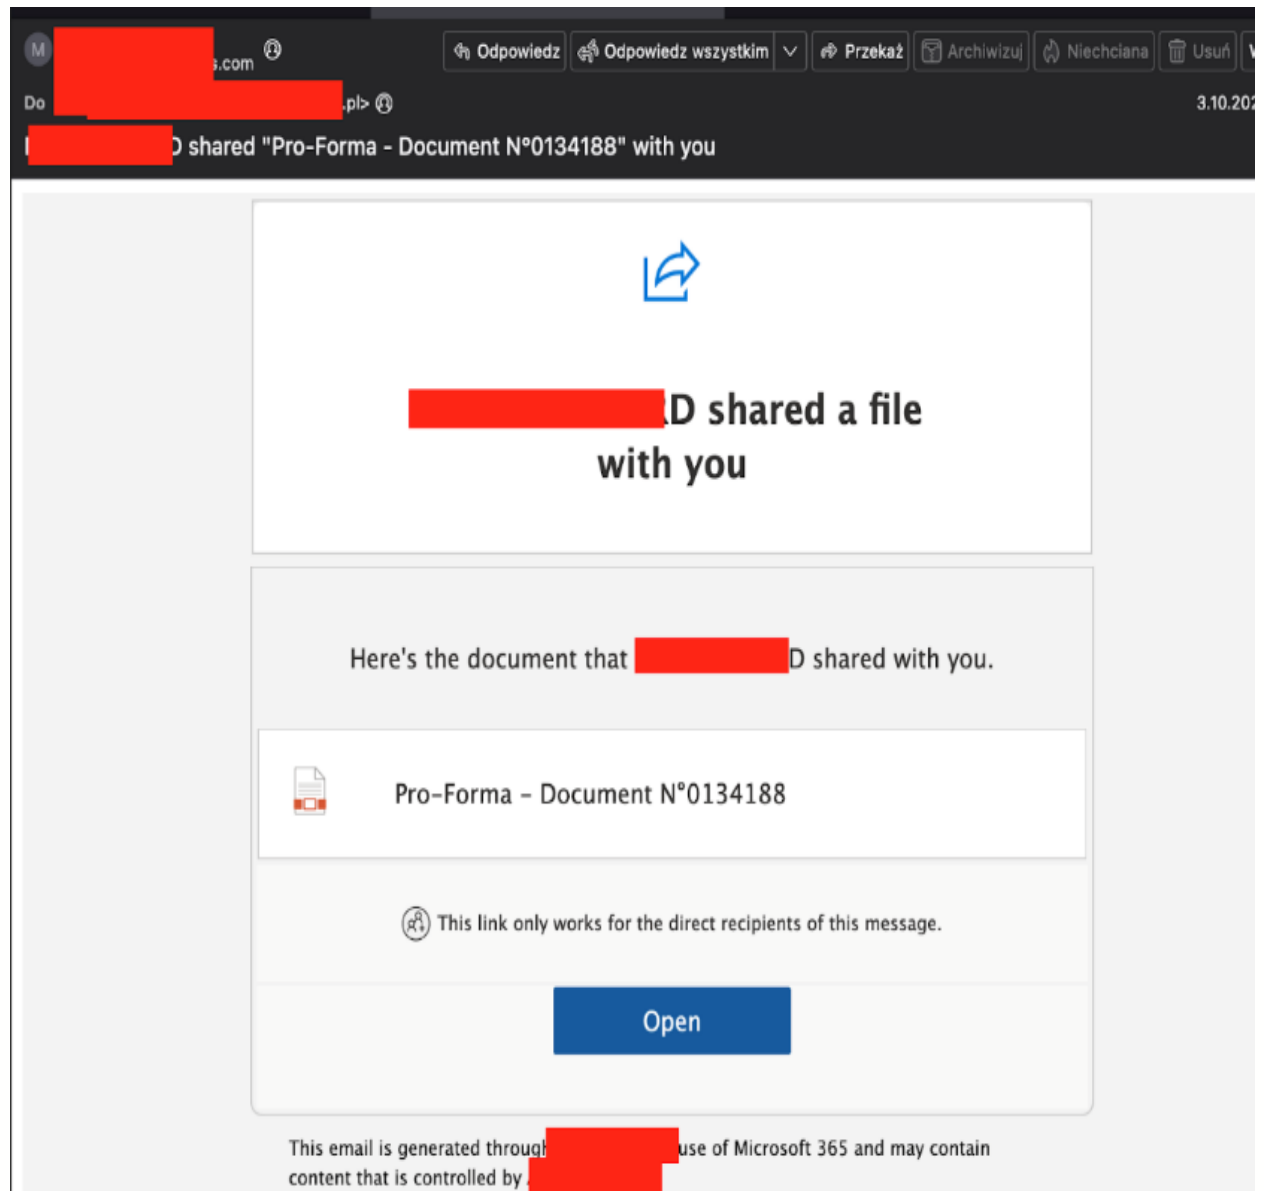 M
s.com
Odpowiedz Odpowiedz wszystkim Przekaż Archiwizuj Niechciana Usuń
Do .pl>
3.10.202
D shared "Pro-Forma - Document N°0134188" with you
D shared a file
with you
Here's the document that D shared with you.
Pro-Forma - Document N°0134188
This link only works for the direct recipients of this message.
Open
This email is generated through use of Microsoft 365 and may contain
content that is controlled by